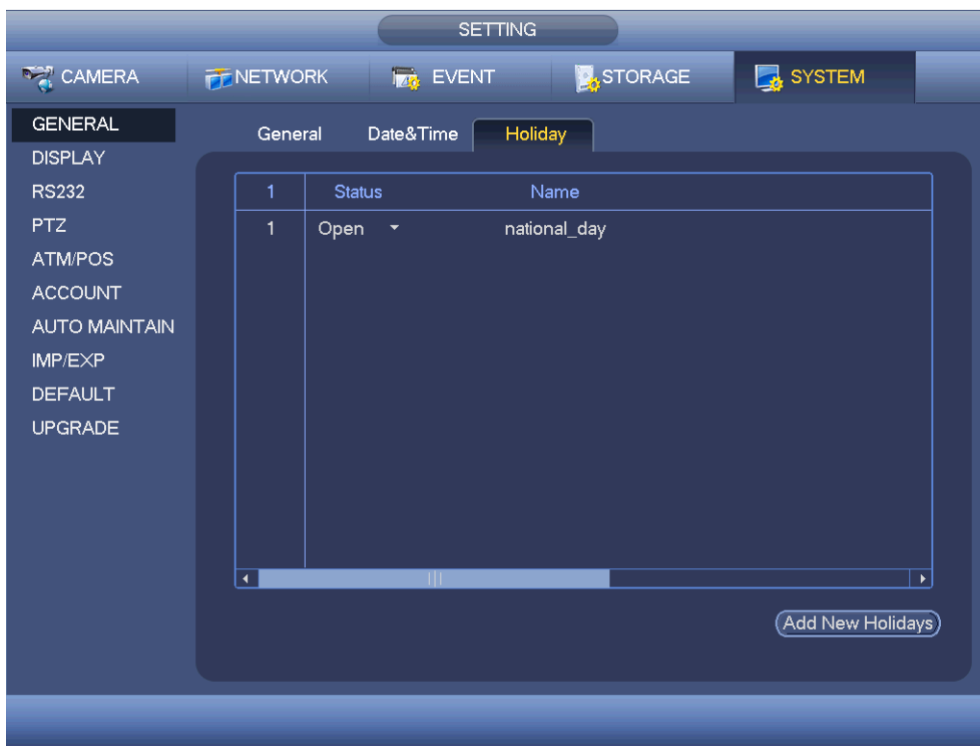 SETTING
CAMERA NETWORK EVENT STORAGE SYSTEM
GENERAL
DISPLAY
RS232
PTZ
ATM/POS
ACCOUNT
AUTO MAINTAIN
IMP/EXP
DEFAULT
UPGRADE
General Date&Time Holiday
1 Status Name
1 Open national_day
Add New Holidays